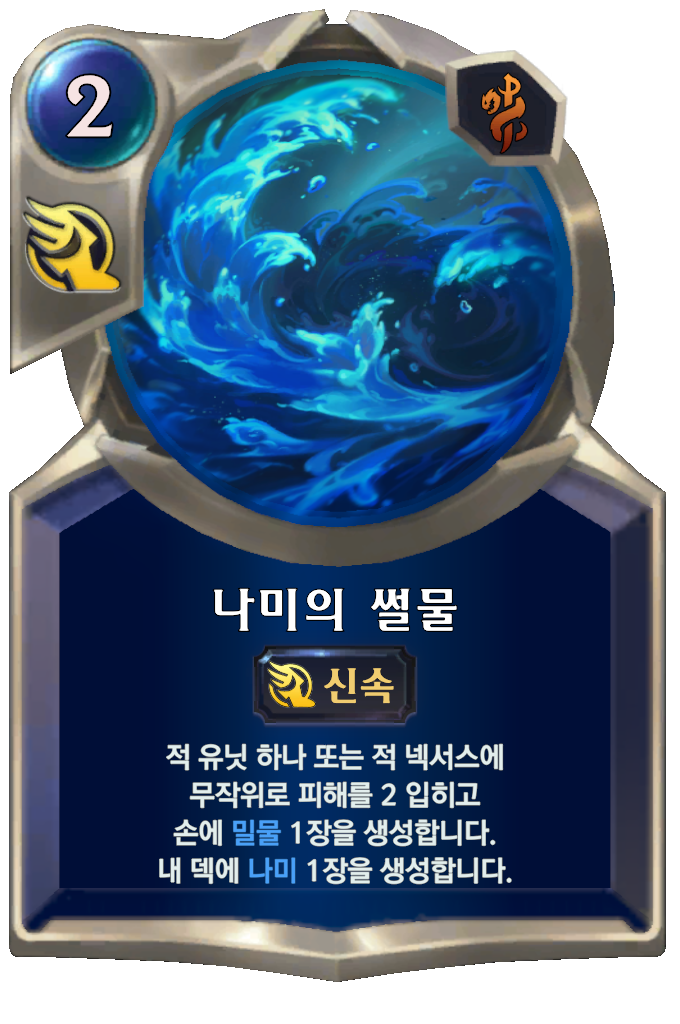 2
나미의 썰물
신속
적 유닛 하나 또는 적 넥서스에
무작위로 피해를 2 입히고
손에 밀물 1장을 생성합니다.
내 덱에 나미 1장을 생성합니다.